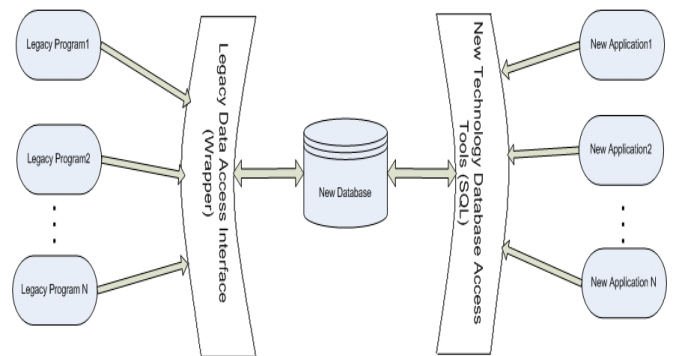 Legacy Program1
Legacy Program2
Legacy Program N
Legacy Data Access Interface
(Wrapper)
New Database
New Technology Database Access
Tools (SQL)
New Application1
New Application2
New Application N